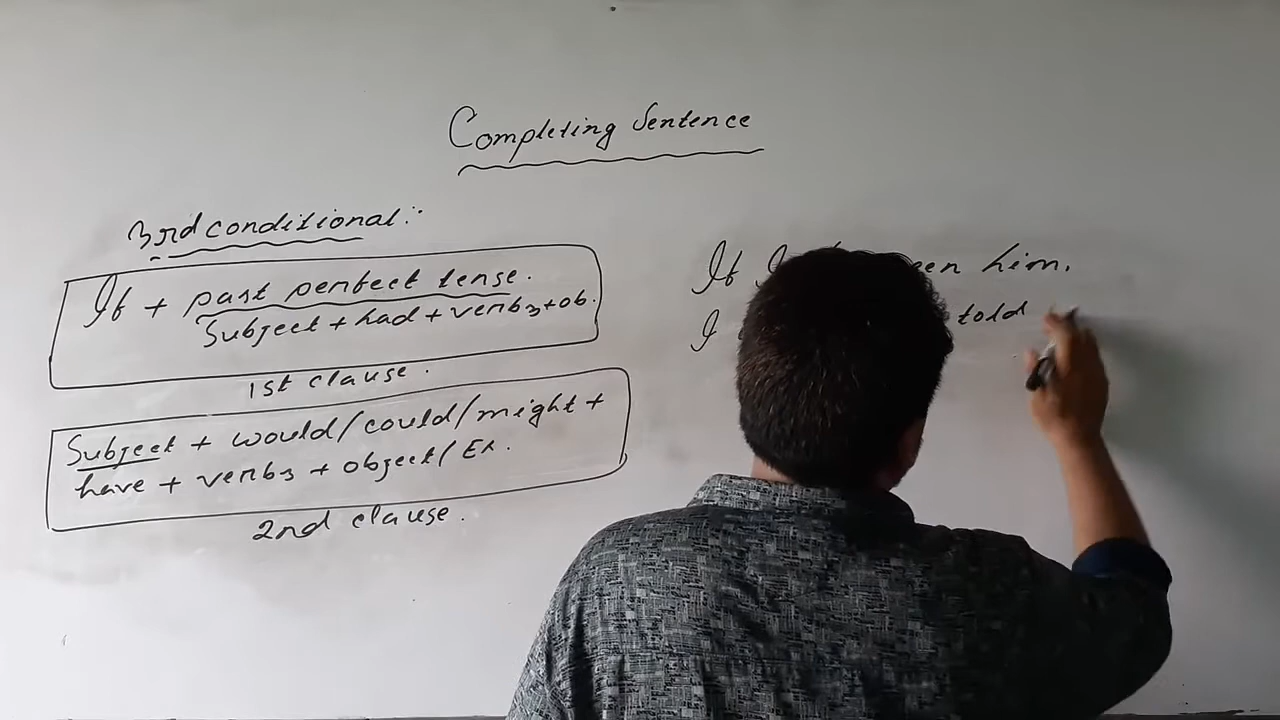 Completing Sentence
3rd conditional:
If + past perfect tense.
Subject + had + verb3 + ob.
1st clause.
Subject + would/could/might +
have + verb3 + object/Ex.
2nd clause.
If I him.
I told